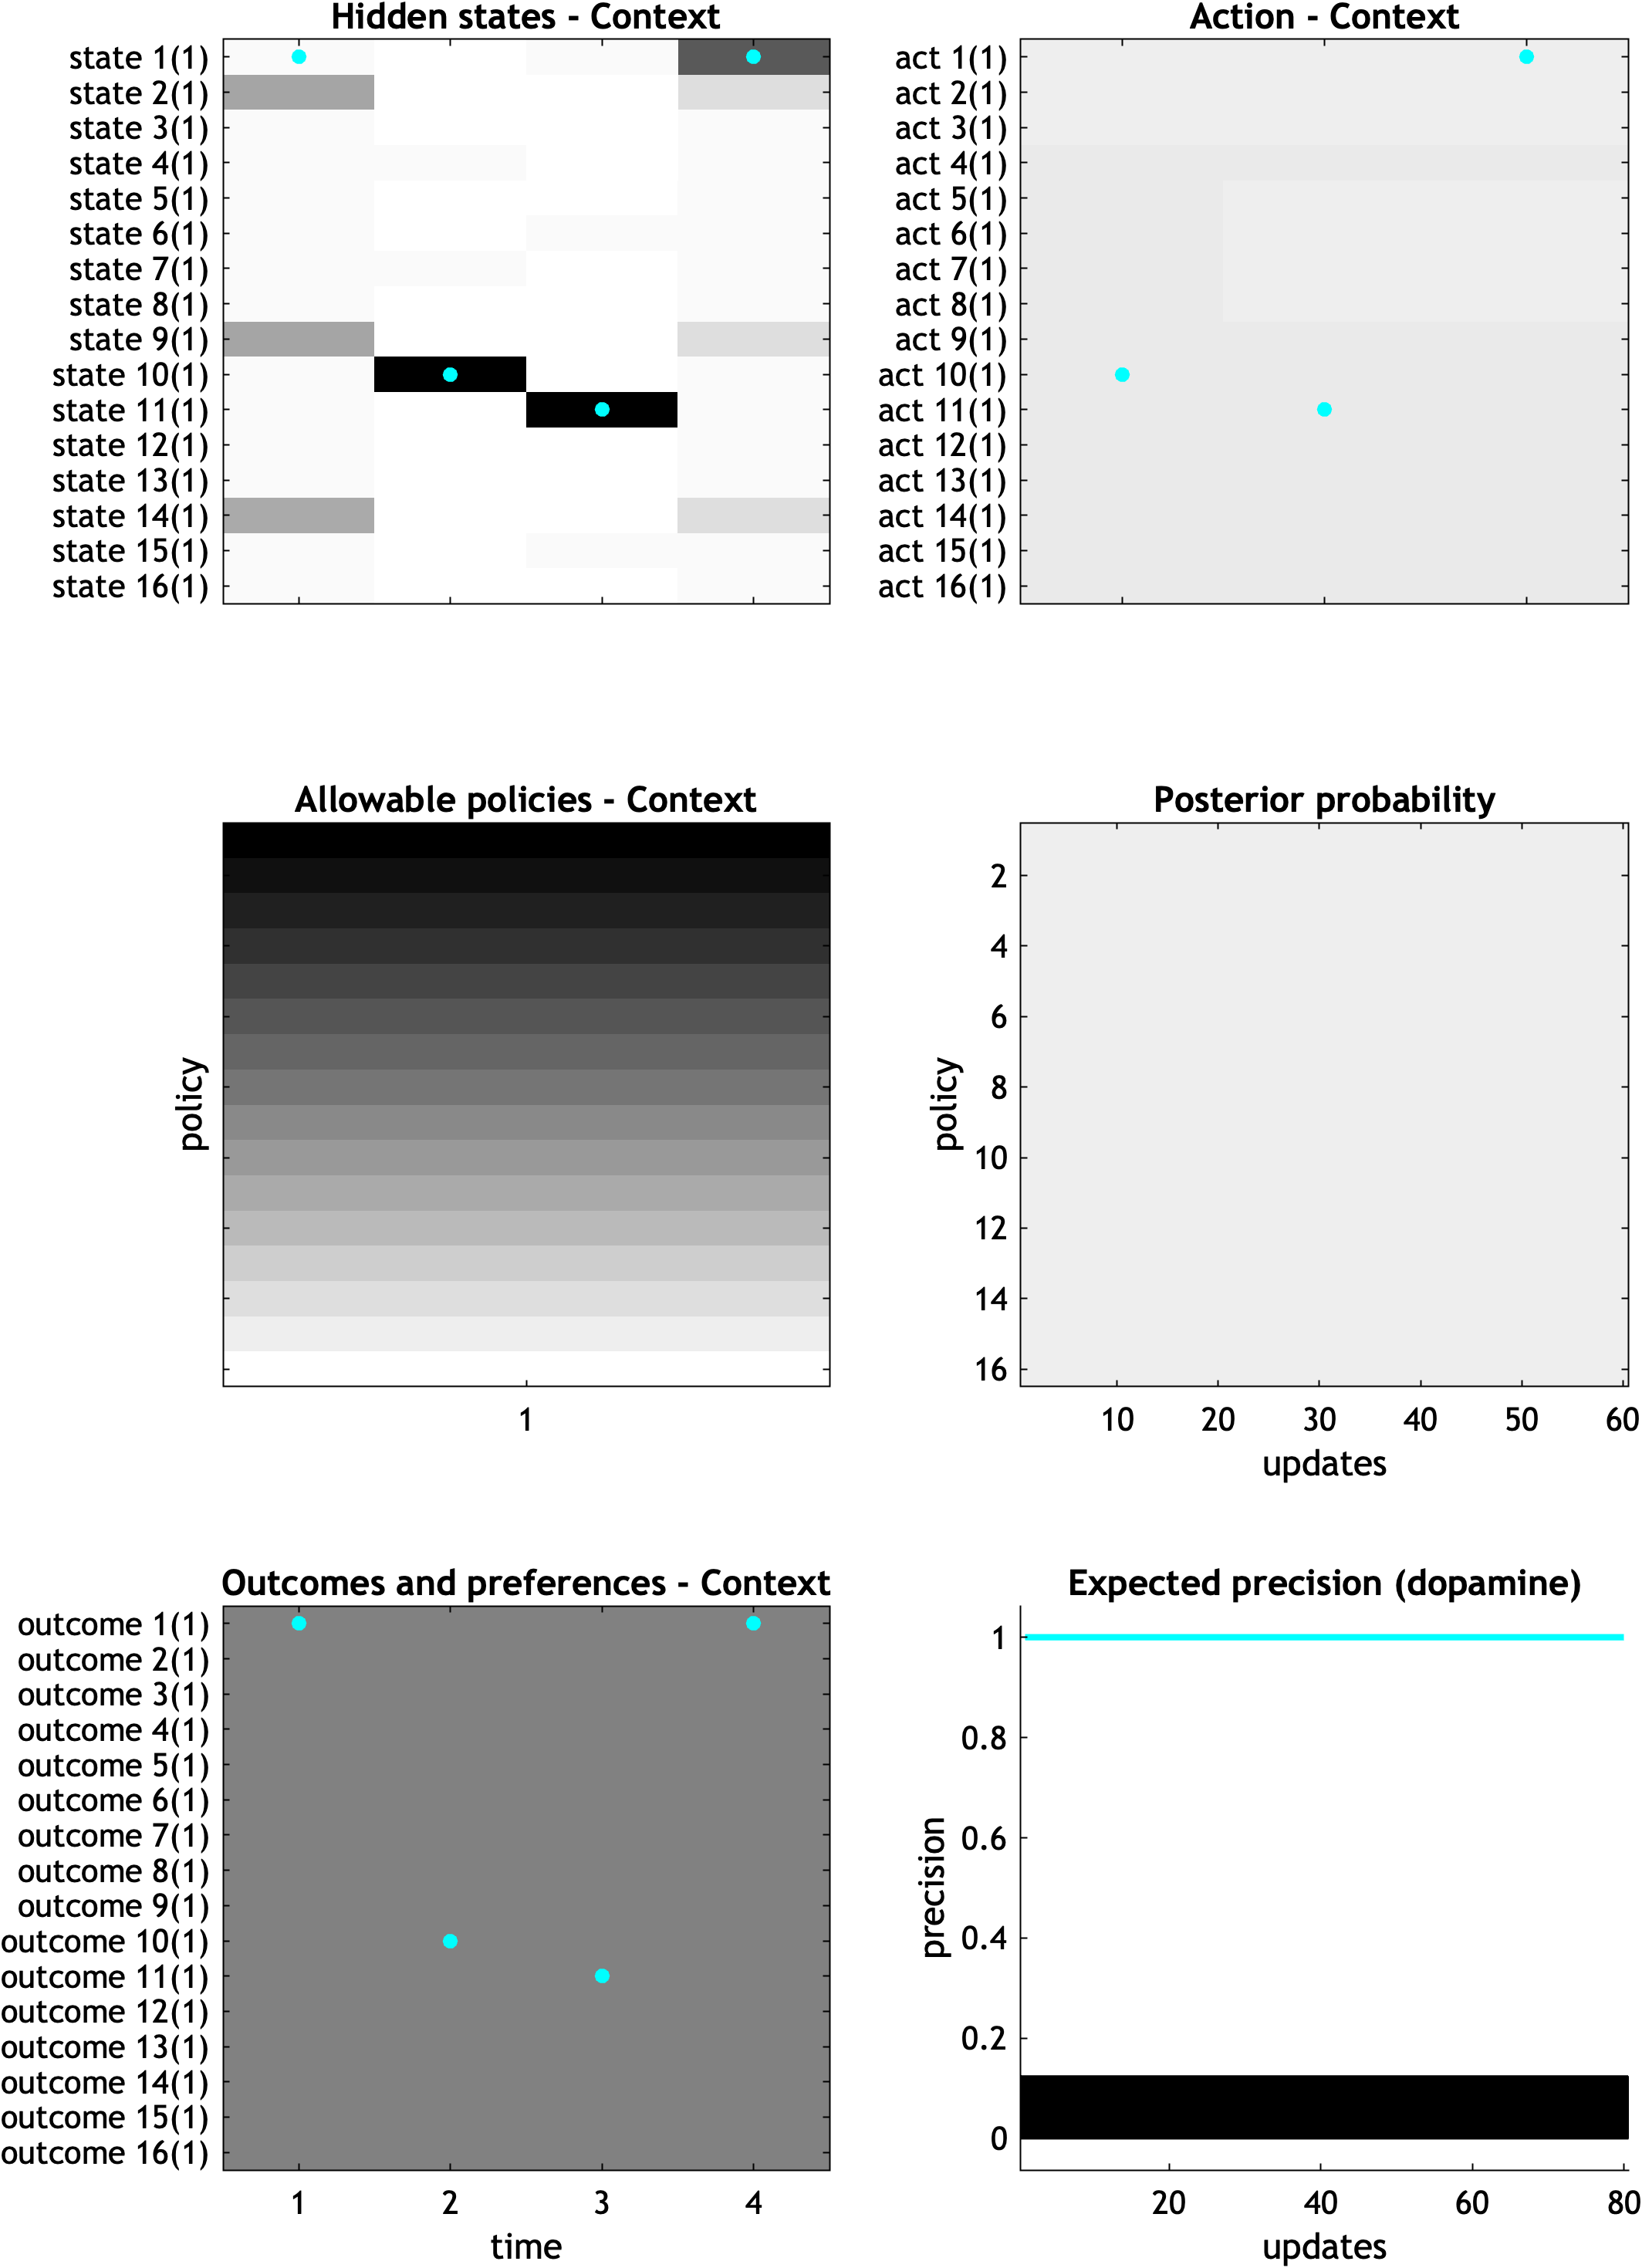 Hidden states - Context
state 1(1)
state 2(1)
state 3(1)
state 4(1)
state 5(1)
state 6(1)
state 7(1)
state 8(1)
state 9(1)
state 10(1)
state 11(1)
state 12(1)
state 13(1)
state 14(1)
state 15(1)
state 16(1)
Action - Context
act 1(1)
act 2(1)
act 3(1)
act 4(1)
act 5(1)
act 6(1)
act 7(1)
act 8(1)
act 9(1)
act 10(1)
act 11(1)
act 12(1)
act 13(1)
act 14(1)
act 15(1)
act 16(1)
Allowable policies - Context
policy
1
Posterior probability
policy
2
4
6
8
10
12
14
16
10 20 30 40 50 60
updates
Outcomes and preferences - Context
outcome 1(1)
outcome 2(1)
outcome 3(1)
outcome 4(1)
outcome 5(1)
outcome 6(1)
outcome 7(1)
outcome 8(1)
outcome 9(1)
outcome 10(1)
outcome 11(1)
outcome 12(1)
outcome 13(1)
outcome 14(1)
outcome 15(1)
outcome 16(1)
1 2 3 4
time
Expected precision (dopamine)
precision
1
0.8
0.6
0.4
0.2
0
20 40 60 80
updates